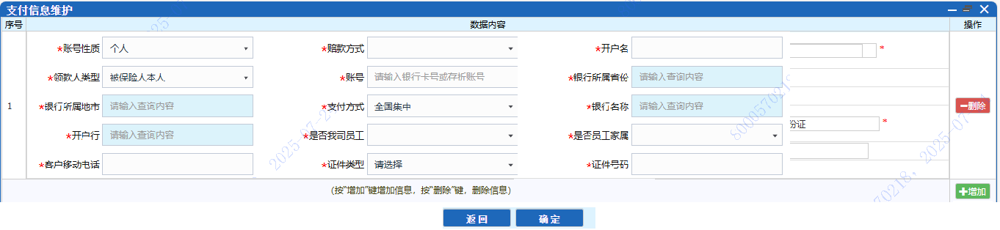 支付信息维护
序号 数据内容 操作
*账号性质 个人 *赔款方式 *开户名 *
*领款人类型 被保险人本人 *账号 请输入银行卡号或存折账号 *银行所属省份 请输入查询内容
1 *银行所属地市 请输入查询内容 *支付方式 全国集中 *银行名称 请输入查询内容 删除
份证 *
*开户行 请输入查询内容 *是否我司员工 *是否员工家属
*客户移动电话 *证件类型 请选择 *证件号码
(按“增加”键增加信息，按“删除”键，删除信息) 增加
返回 确定